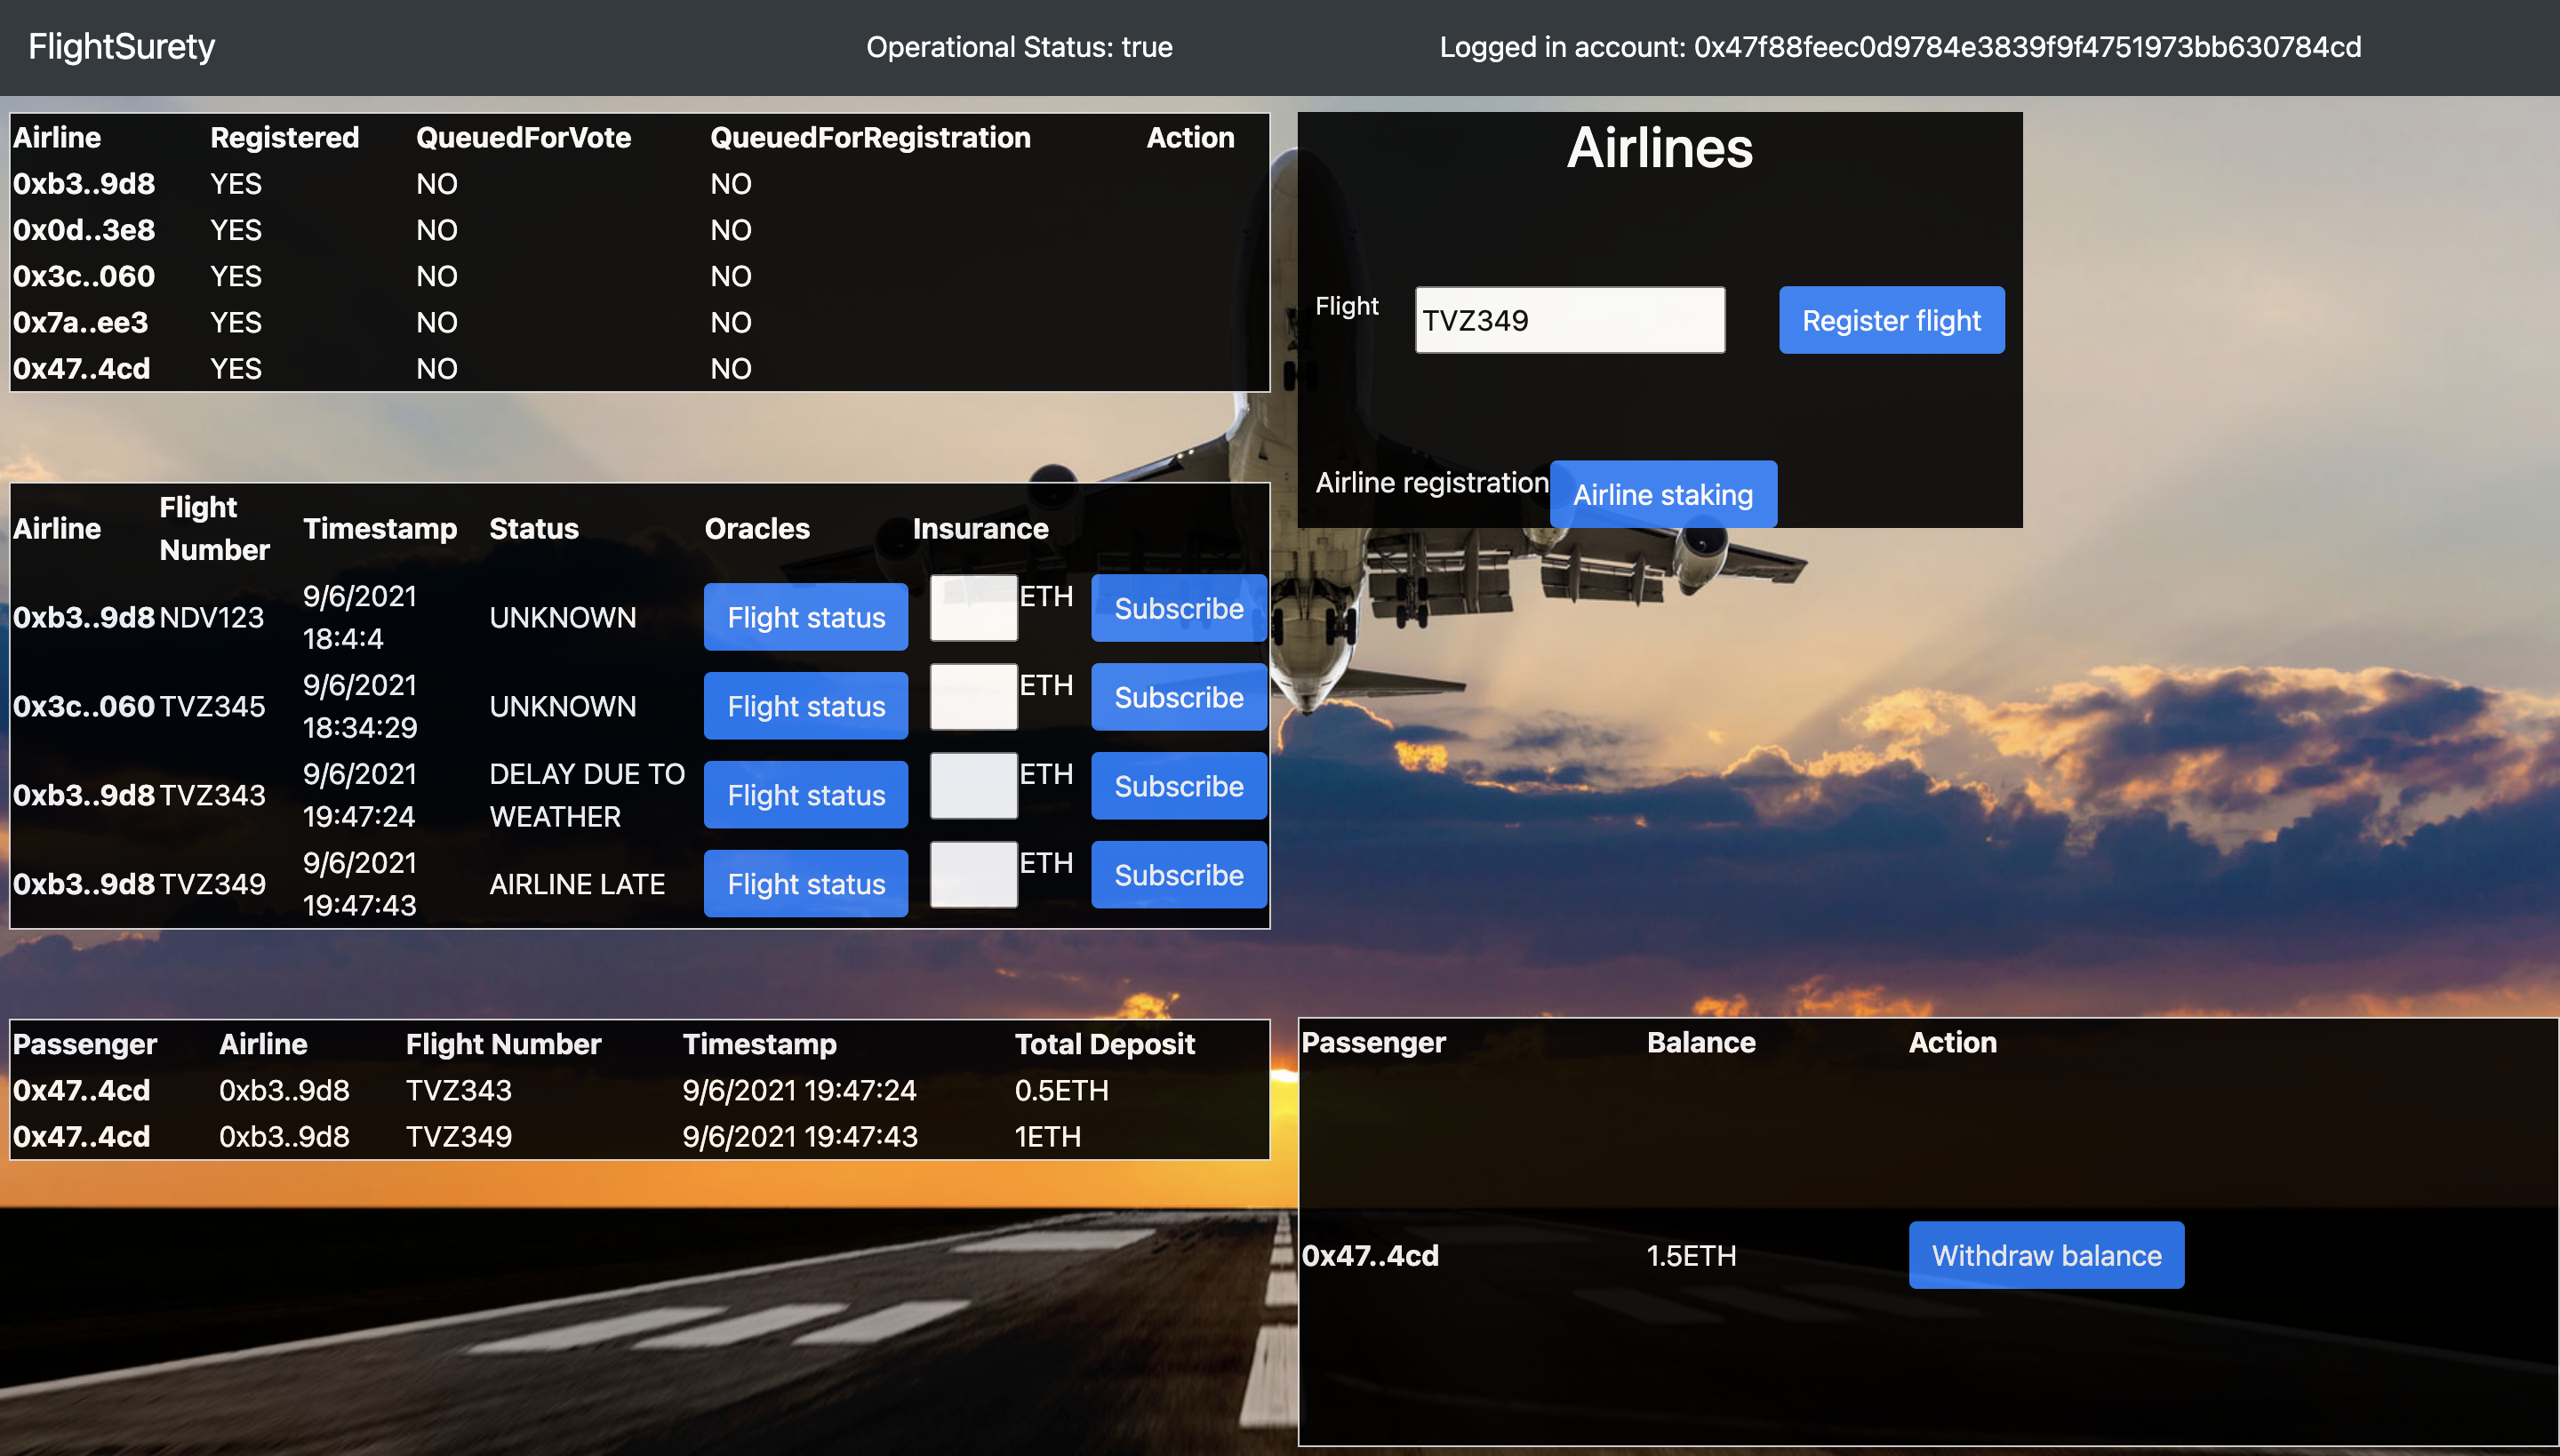 FlightSurety Operational Status: true Logged in account: 0x47f88feec0d9784e3839f9f4751973bb630784cd
Airline Registered QueuedForVote QueuedForRegistration Action
0xb3..9d8 YES NO NO
0x0d..3e8 YES NO NO
0x3c..060 YES NO NO
0x7a..ee3 YES NO NO
0x47..4cd YES NO NO
Airlines
Flight TVZ349 Register flight
Airline registration Airline staking
Airline Flight Number Timestamp Status Oracles Insurance
0xb3..9d8 NDV123 9/6/2021 18:4:4 UNKNOWN Flight status ETH Subscribe
0x3c..060 TVZ345 9/6/2021 18:34:29 UNKNOWN Flight status ETH Subscribe
0xb3..9d8 TVZ343 9/6/2021 19:47:24 DELAY DUE TO WEATHER Flight status ETH Subscribe
0xb3..9d8 TVZ349 9/6/2021 19:47:43 AIRLINE LATE Flight status ETH Subscribe
Passenger Airline Flight Number Timestamp Total Deposit
0x47..4cd 0xb3..9d8 TVZ343 9/6/2021 19:47:24 0.5ETH
0x47..4cd 0xb3..9d8 TVZ349 9/6/2021 19:47:43 1ETH
Passenger Balance Action
0x47..4cd 1.5ETH Withdraw balance